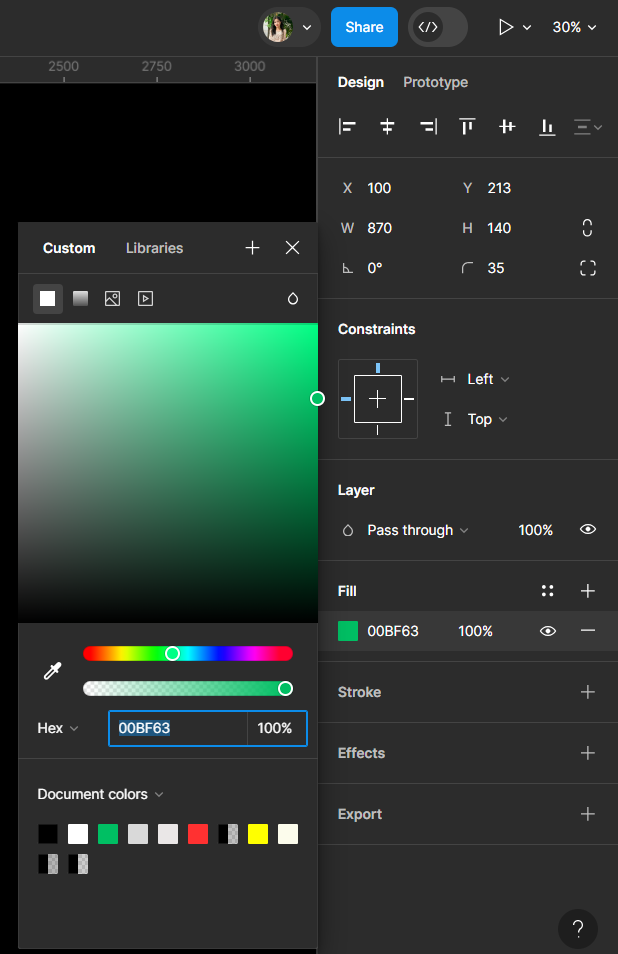 Share
30%
2500 2750 3000
Design Prototype
X 100 Y 213
W 870 H 140
0° 35
Custom Libraries
Constraints
Left
Top
Layer
Pass through 100%
Fill
00BF63 100%
Stroke
Hex 00BF63 100%
Effects
Document colors
Export
?